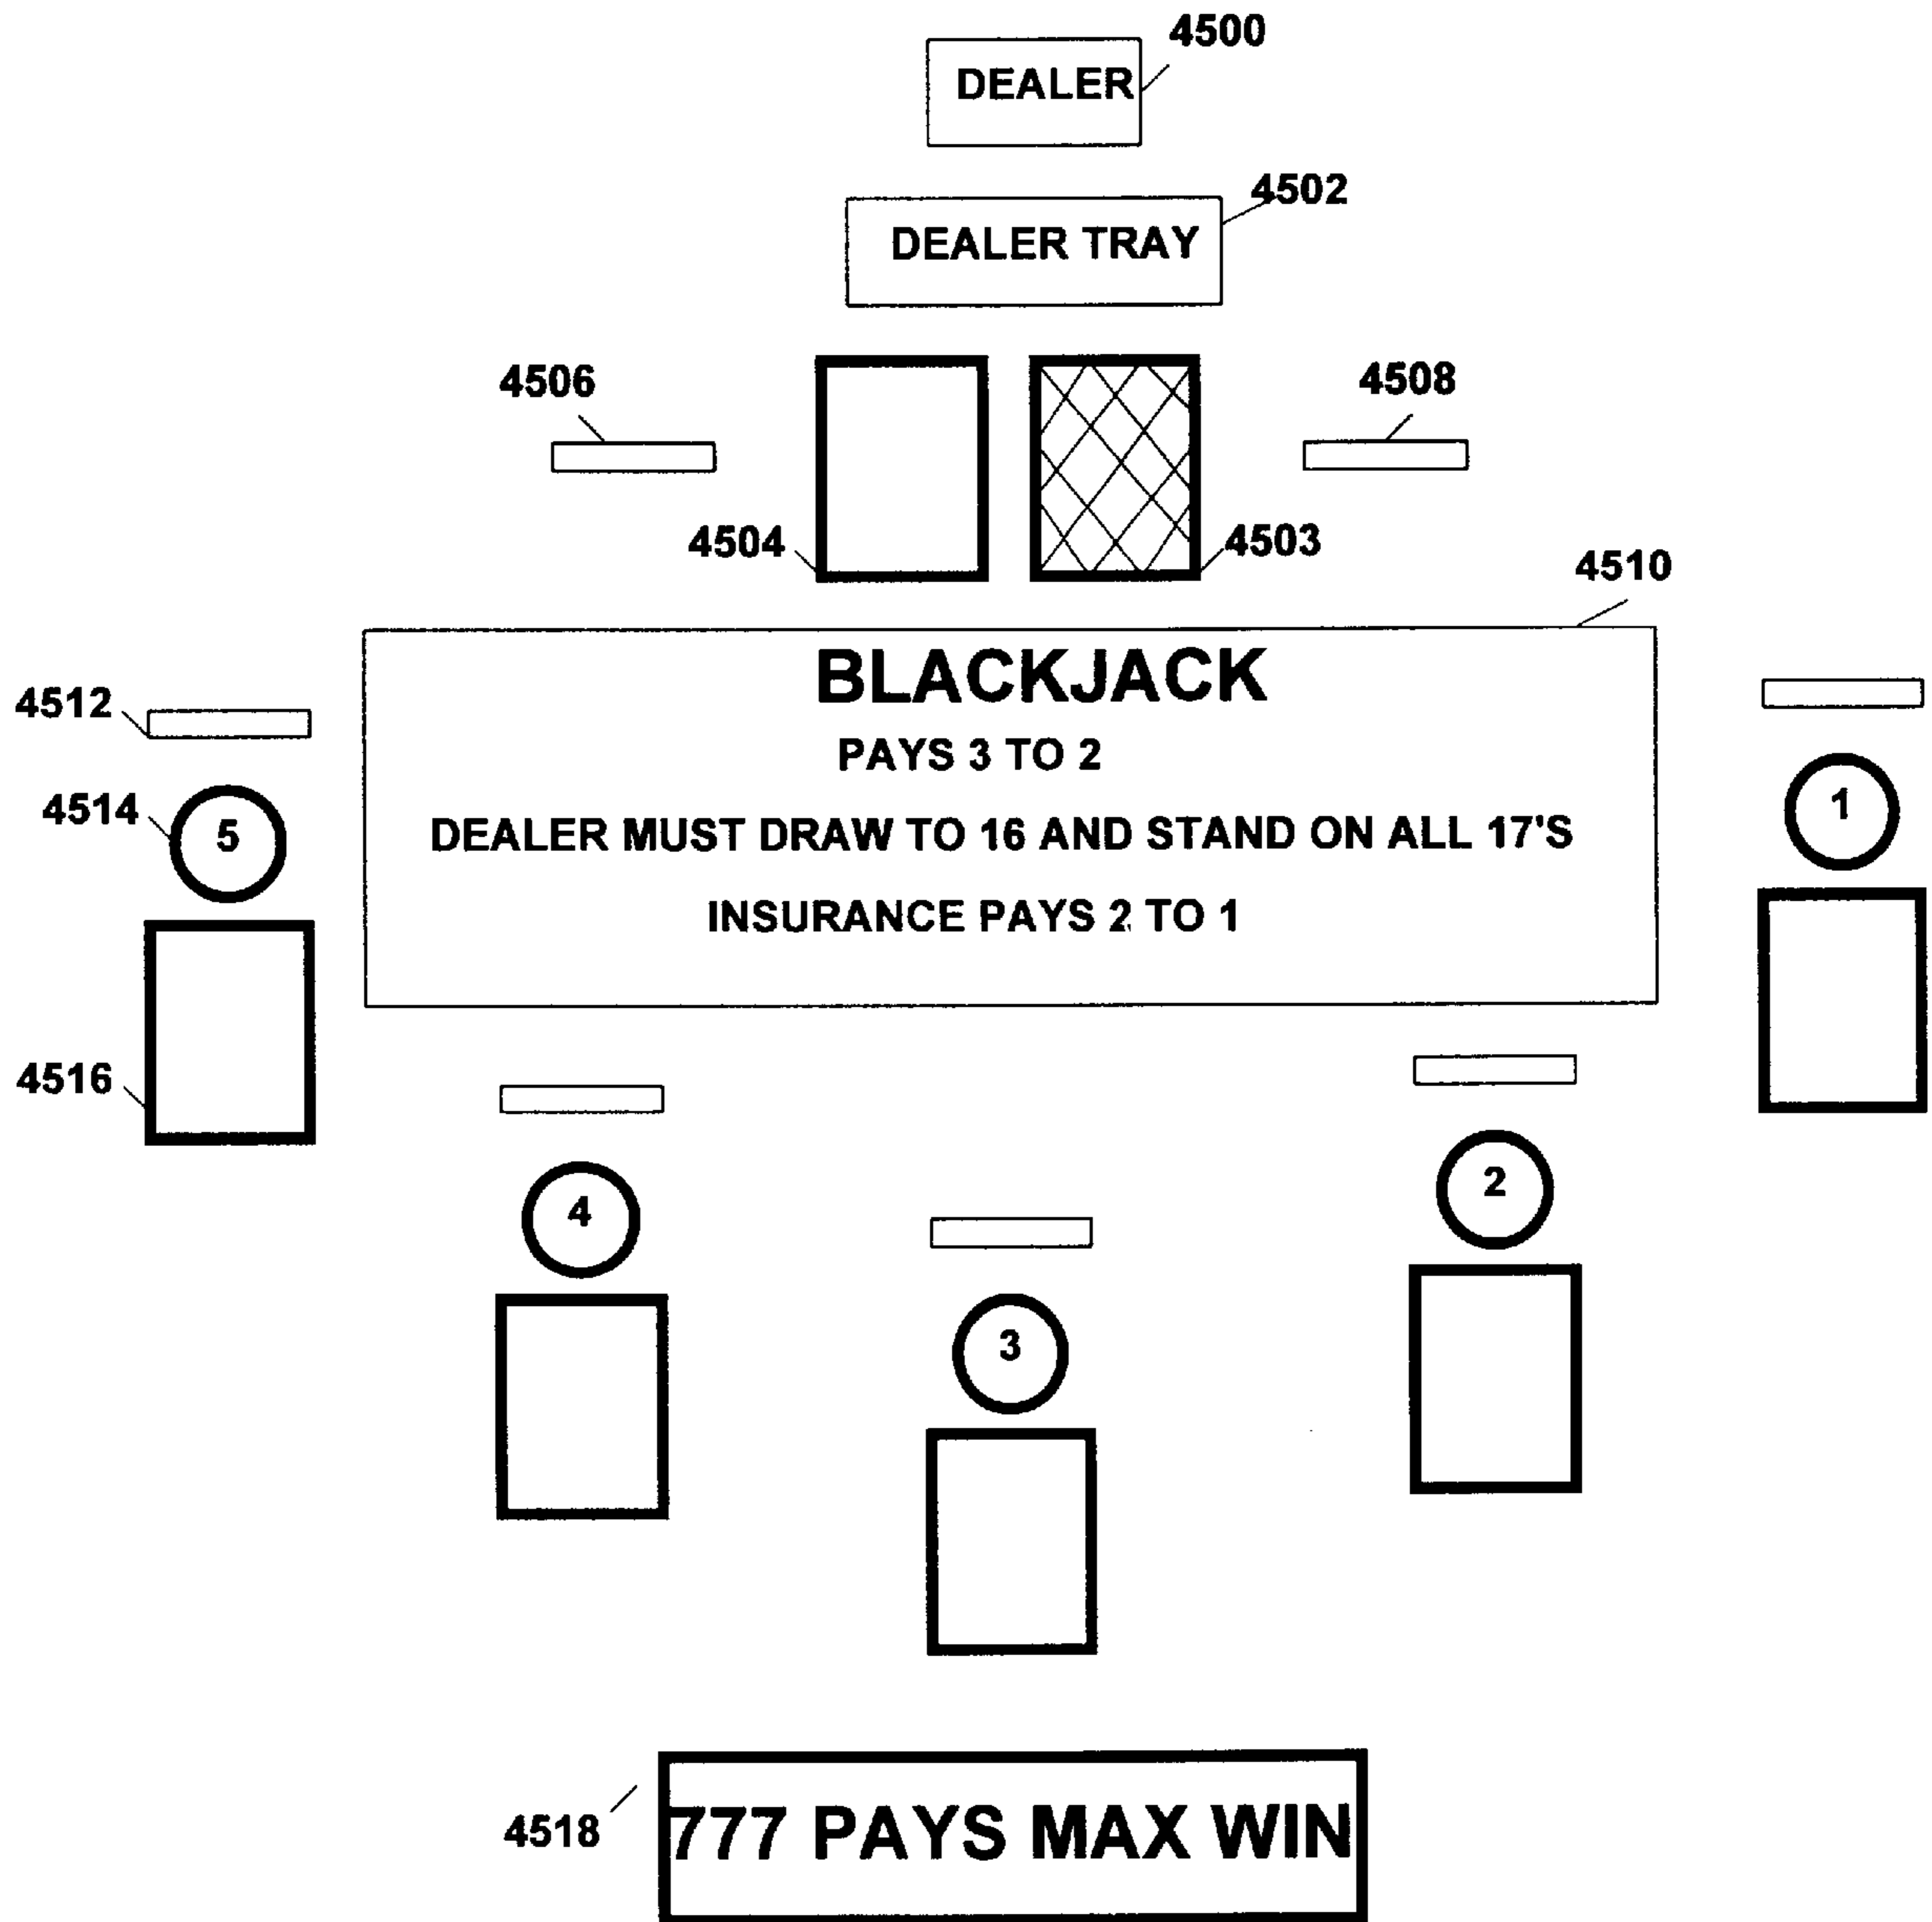 4500
DEALER
4502
DEALER TRAY
4506
4508
4504
4503
4510
BLACKJACK
4512
PAYS 3 TO 2
4514
5
1
DEALER MUST DRAW TO 16 AND STAND ON ALL 17'S
INSURANCE PAYS 2 TO 1
4516
2
4
3
4518
777 PAYS MAX WIN